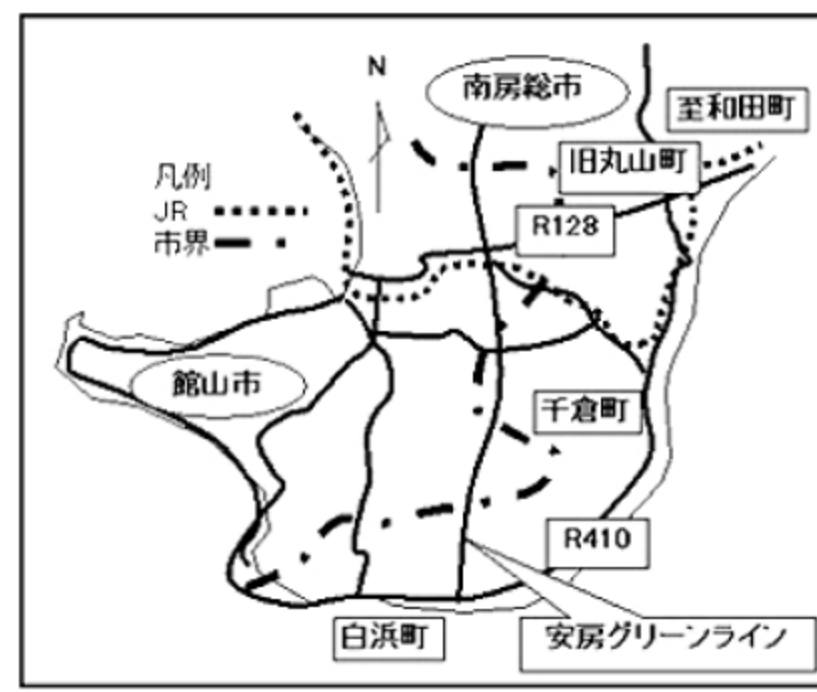 N
南房総市
至和田町
旧丸山町
凡例
JR
市界
R128
館山市
千倉町
R410
白浜町
安房グリーンライン